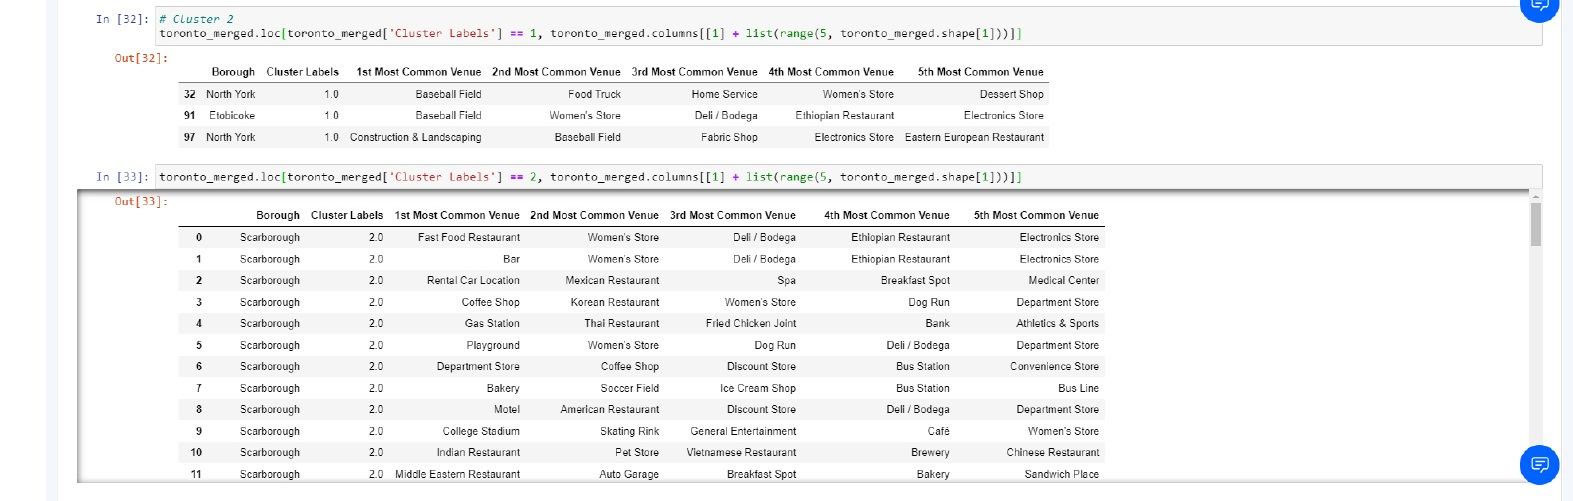 In [32]: # Cluster 2
toronto_merged.loc[toronto_merged['Cluster Labels'] == 1, toronto_merged.columns[[1] + list(range(5, toronto_merged.shape[1]))]]
Out[32]:
Borough Cluster Labels 1st Most Common Venue 2nd Most Common Venue 3rd Most Common Venue 4th Most Common Venue 5th Most Common Venue
32 North York 1.0 Baseball Field Food Truck Home Service Women's Store Dessert Shop
91 Etobicoke 1.0 Baseball Field Women's Store Deli / Bodega Ethiopian Restaurant Electronics Store
97 North York 1.0 Construction & Landscaping Baseball Field Fabric Shop Electronics Store Eastern European Restaurant
In [33]: toronto_merged.loc[toronto_merged['Cluster Labels'] == 2, toronto_merged.columns[[1] + list(range(5, toronto_merged.shape[1]))]]
Out[33]:
Borough Cluster Labels 1st Most Common Venue 2nd Most Common Venue 3rd Most Common Venue 4th Most Common Venue 5th Most Common Venue
0 Scarborough 2.0 Fast Food Restaurant Women's Store Deli / Bodega Ethiopian Restaurant Electronics Store
1 Scarborough 2.0 Bar Women's Store Deli / Bodega Ethiopian Restaurant Electronics Store
2 Scarborough 2.0 Rental Car Location Mexican Restaurant Spa Breakfast Spot Medical Center
3 Scarborough 2.0 Coffee Shop Korean Restaurant Women's Store Dog Run Department Store
4 Scarborough 2.0 Gas Station Thai Restaurant Fried Chicken Joint Bank Athletics & Sports
5 Scarborough 2.0 Playground Women's Store Dog Run Deli / Bodega Department Store
6 Scarborough 2.0 Department Store Coffee Shop Discount Store Bus Station Convenience Store
7 Scarborough 2.0 Bakery Soccer Field Ice Cream Shop Bus Station Bus Line
8 Scarborough 2.0 Motel American Restaurant Discount Store Deli / Bodega Department Store
9 Scarborough 2.0 College Stadium Skating Rink General Entertainment Café Women's Store
10 Scarborough 2.0 Indian Restaurant Pet Store Vietnamese Restaurant Brewery Chinese Restaurant
11 Scarborough 2.0 Middle Eastern Restaurant Auto Garage Breakfast Spot Bakery Sandwich Place